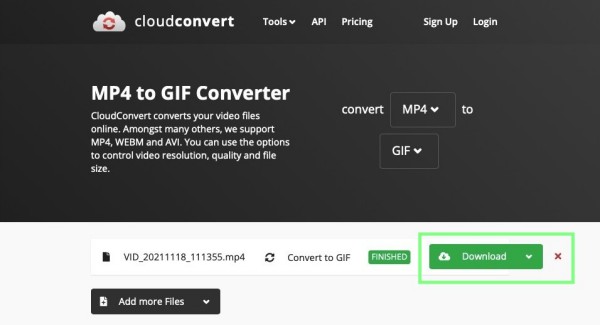 cloudconvert Tools API Pricing Sign Up Login
MP4 to GIF Converter
CloudConvert converts your video files
online. Amongst many others, we support
MP4, WEBM and AVI. You can use the options
to control video resolution, quality and file
size.
convert MP4 to
GIF
VID_20211118_111355.mp4 Convert to GIF FINISHED Download
Add more Files